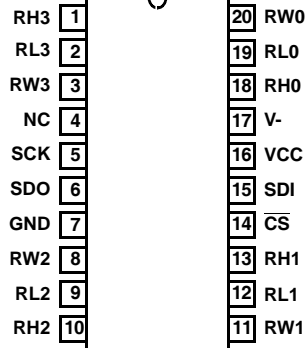 RH3 1 20 RW0
RL3 2 19 RL0
RW3 3 18 RH0
NC 4 17 V-
SCK 5 16 VCC
SDO 6 15 SDI
GND 7 14 C̅S̅
RW2 8 13 RH1
RL2 9 12 RL1
RH2 10 11 RW1